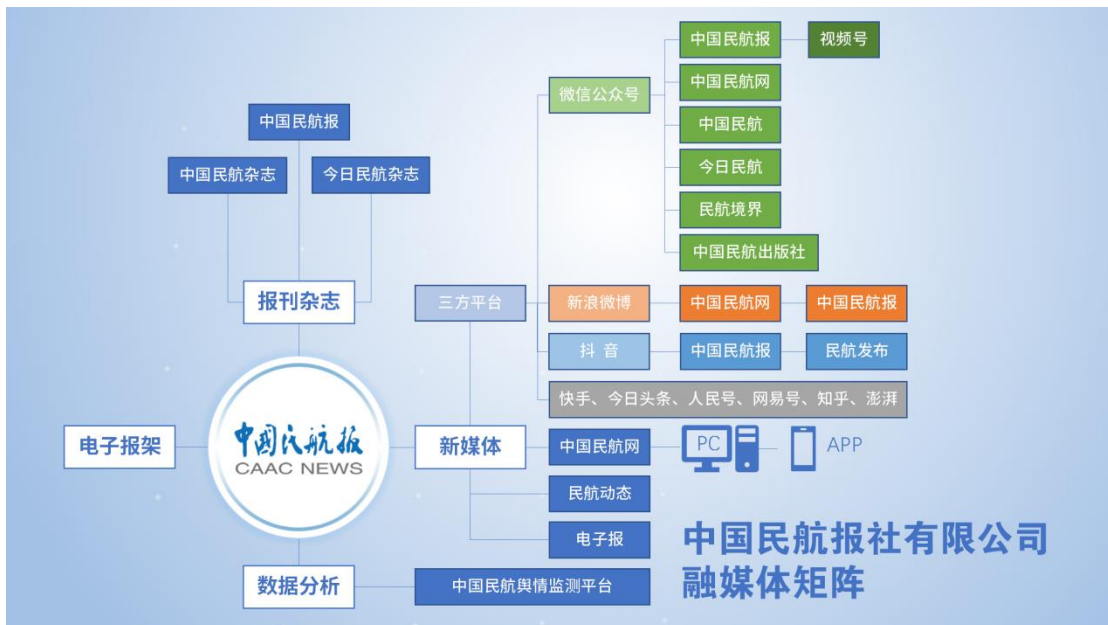 中国民航报
视频号
中国民航网
微信公众号
中国民航
中国民航报
中国民航杂志
今日民航杂志
今日民航
民航境界
中国民航出版社
报刊杂志
三方平台
新浪微博
中国民航网
中国民航报
抖 音
中国民航报
民航发布
快手、今日头条、人民号、网易号、知乎、澎湃
电子报架
中國民航报
CAAC NEWS
新媒体
中国民航网
PC
APP
民航动态
电子报
中国民航报社有限公司
融媒体矩阵
数据分析
中国民航舆情监测平台